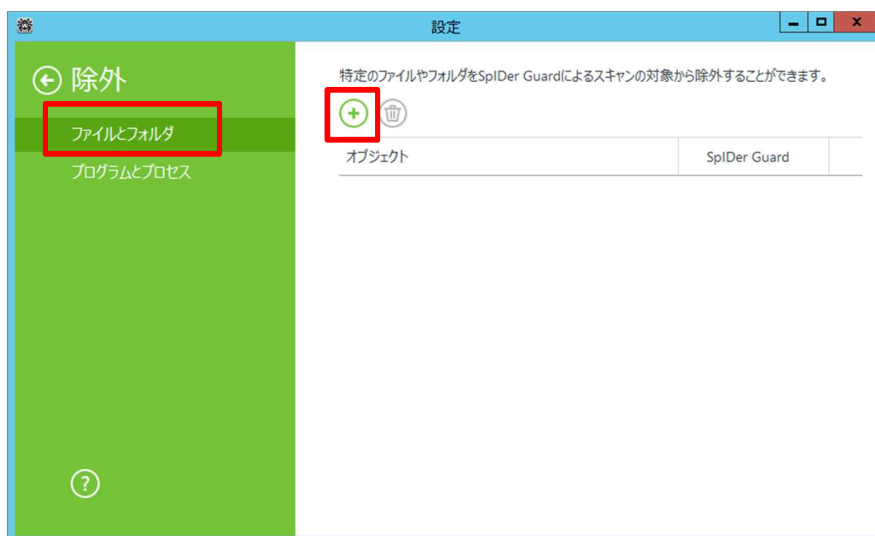 設定
除外
ファイルとフォルダ
プログラムとプロセス
特定のファイルやフォルダをSpIDer Guardによるスキャンの対象から除外することができます。
オブジェクト SpIDer Guard
?